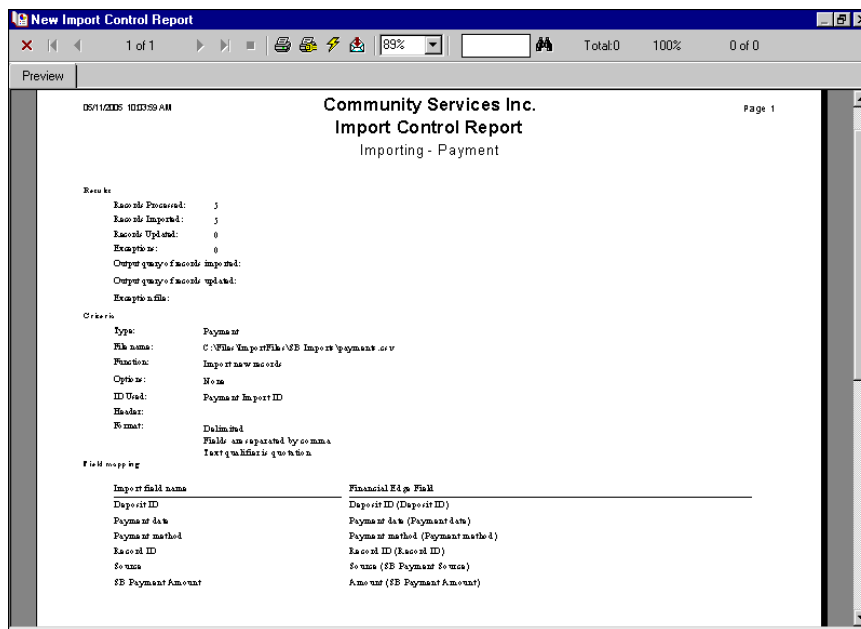 New Import Control Report
1 of 1 89% Total:0 100% 0 of 0
Preview
05/11/2005 10:03:59 AM Community Services Inc. Page 1
Import Control Report
Importing - Payment
Results
Records Processed: 5
Records Imported: 5
Records Updated: 0
Exceptions: 0
Output query of records imported:
Output query of records updated:
Exception file:
Criteria
Type: Payment
File name: C:\Files\ImportFiles\SB Imports\payments.csv
Function: Import new records
Options: None
ID Used: Payment Import ID
Header:
Format: Delimited
Fields are separated by comma
Text qualifier is quotation
Field mapping
Import field name Financial Edge Field
Deposit ID Deposit ID (Deposit ID)
Payment date Payment date (Payment date)
Payment method Payment method (Payment method)
Record ID Record ID (Record ID)
Source Source (SB Payment Source)
SB Payment Amount Amount (SB Payment Amount)